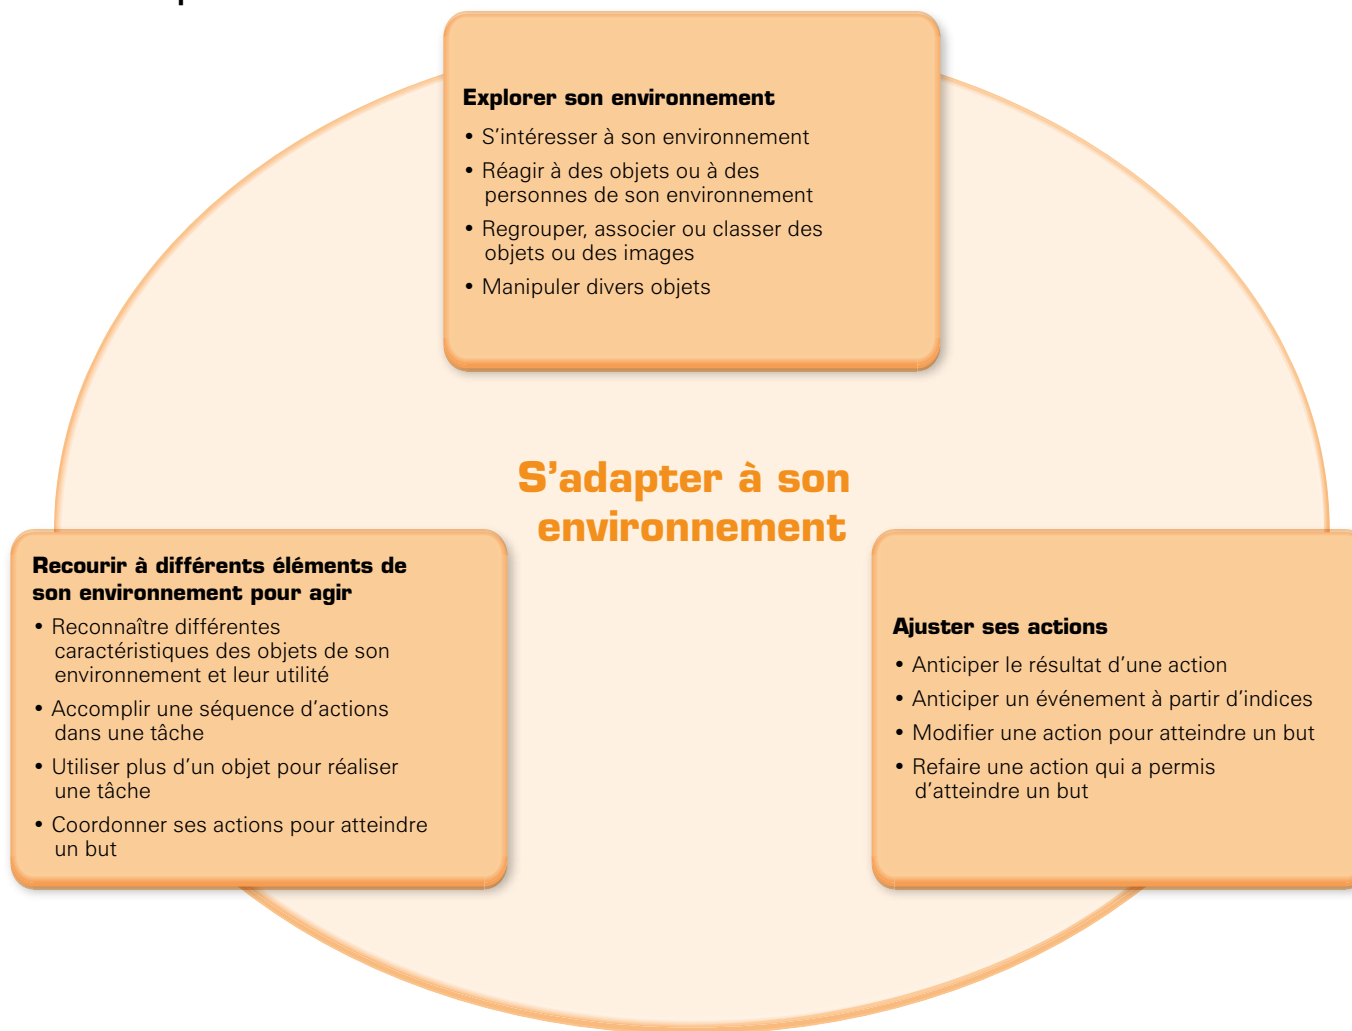 Explorer son environnement
• S’intéresser à son environnement
• Réagir à des objets ou à des
personnes de son environnement
• Regrouper, associer ou classer des
objets ou des images
• Manipuler divers objets
S’adapter à son
environnement
Recourir à différents éléments de
son environnement pour agir
• Reconnaître différentes
caractéristiques des objets de son
environnement et leur utilité
• Accomplir une séquence d’actions
dans une tâche
• Utiliser plus d’un objet pour réaliser
une tâche
• Coordonner ses actions pour atteindre
un but
Ajuster ses actions
• Anticiper le résultat d’une action
• Anticiper un événement à partir d’indices
• Modifier une action pour atteindre un but
• Refaire une action qui a permis
d’atteindre un but